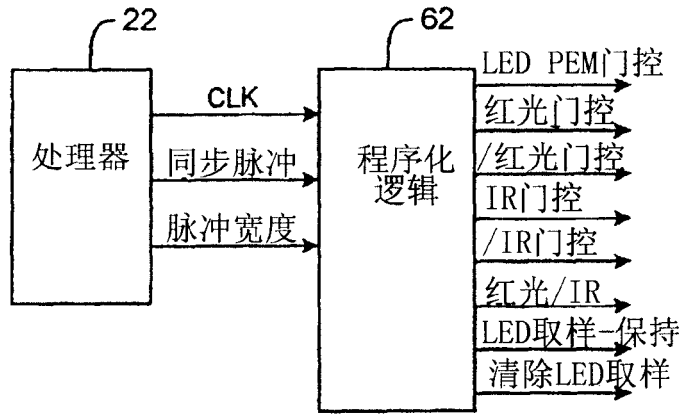 22
62
处理器
CLK
同步脉冲
脉冲宽度
程序化
逻辑
LED PEM门控
红光门控
/红光门控
IR门控
/IR门控
红光/IR
LED取样-保持
清除LED取样